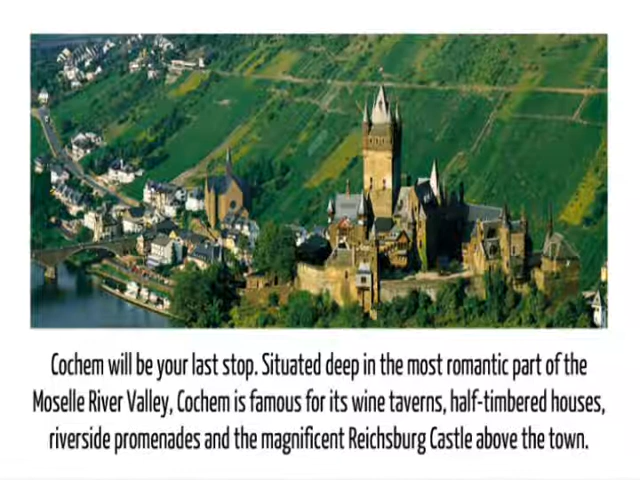 Cochem will be your last stop. Situated deep in the most romantic part of the
Moselle River Valley, Cochem is famous for its wine taverns, half-timbered houses,
riverside promenades and the magnificent Reichsburg Castle above the town.